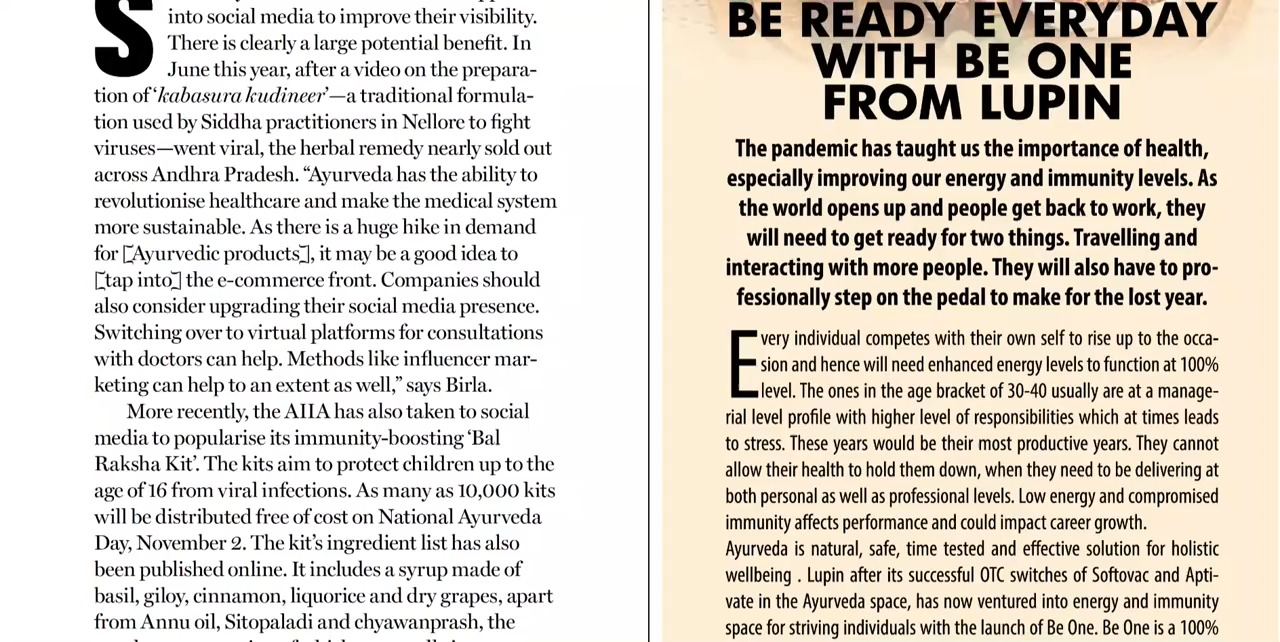 S
into social media to improve their visibility.
There is clearly a large potential benefit. In
June this year, after a video on the prepara-
tion of ‘kabasura kudineer’—a traditional formula-
tion used by Siddha practitioners in Nellore to fight
viruses—went viral, the herbal remedy nearly sold out
across Andhra Pradesh. “Ayurveda has the ability to
revolutionise healthcare and make the medical system
more sustainable. As there is a huge hike in demand
for [Ayurvedic products], it may be a good idea to
[tap into] the e-commerce front. Companies should
also consider upgrading their social media presence.
Switching over to virtual platforms for consultations
with doctors can help. Methods like influencer mar-
keting can help to an extent as well,” says Birla.
More recently, the AIIA has also taken to social
media to popularise its immunity-boosting ‘Bal
Raksha Kit’. The kits aim to protect children up to the
age of 16 from viral infections. As many as 10,000 kits
will be distributed free of cost on National Ayurveda
Day, November 2. The kit’s ingredient list has also
been published online. It includes a syrup made of
basil, giloy, cinnamon, liquorice and dry grapes, apart
from Annu oil, Sitopaladi and chyawanprash, the
BE READY EVERYDAY
WITH BE ONE
FROM LUPIN
The pandemic has taught us the importance of health,
especially improving our energy and immunity levels. As
the world opens up and people get back to work, they
will need to get ready for two things. Travelling and
interacting with more people. They will also have to pro-
fessionally step on the pedal to make for the lost year.
Every individual competes with their own self to rise up to the occa-
sion and hence will need enhanced energy levels to function at 100%
level. The ones in the age bracket of 30-40 usually are at a manage-
rial level profile with higher level of responsibilities which at times leads
to stress. These years would be their most productive years. They cannot
allow their health to hold them down, when they need to be delivering at
both personal as well as professional levels. Low energy and compromised
immunity affects performance and could impact career growth.
Ayurveda is natural, safe, time tested and effective solution for holistic
wellbeing . Lupin after its successful OTC switches of Softovac and Apti-
vate in the Ayurveda space, has now ventured into energy and immunity
space for striving individuals with the launch of Be One. Be One is a 100%